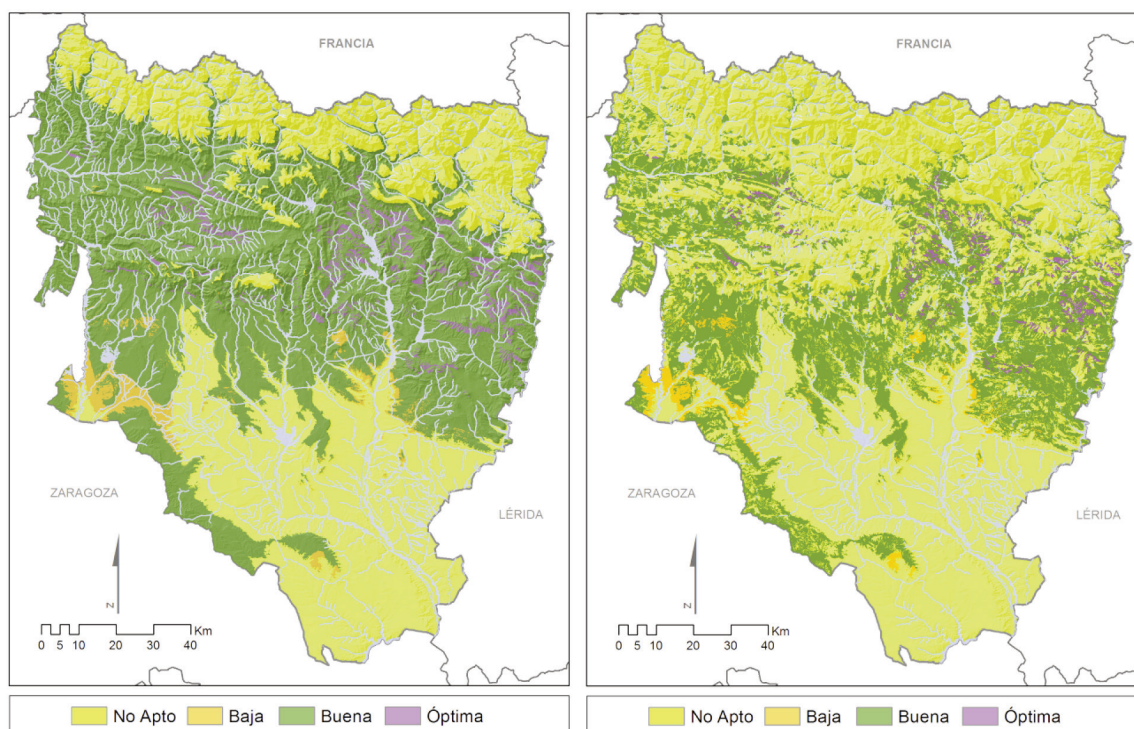 FRANCIA
ZARAGOZA
LÉRIDA
N
Km
0 5 10 20 30 40
No Apto Baja Buena Óptima
FRANCIA
ZARAGOZA
LÉRIDA
N
Km
0 5 10 20 30 40
No Apto Baja Buena Óptima